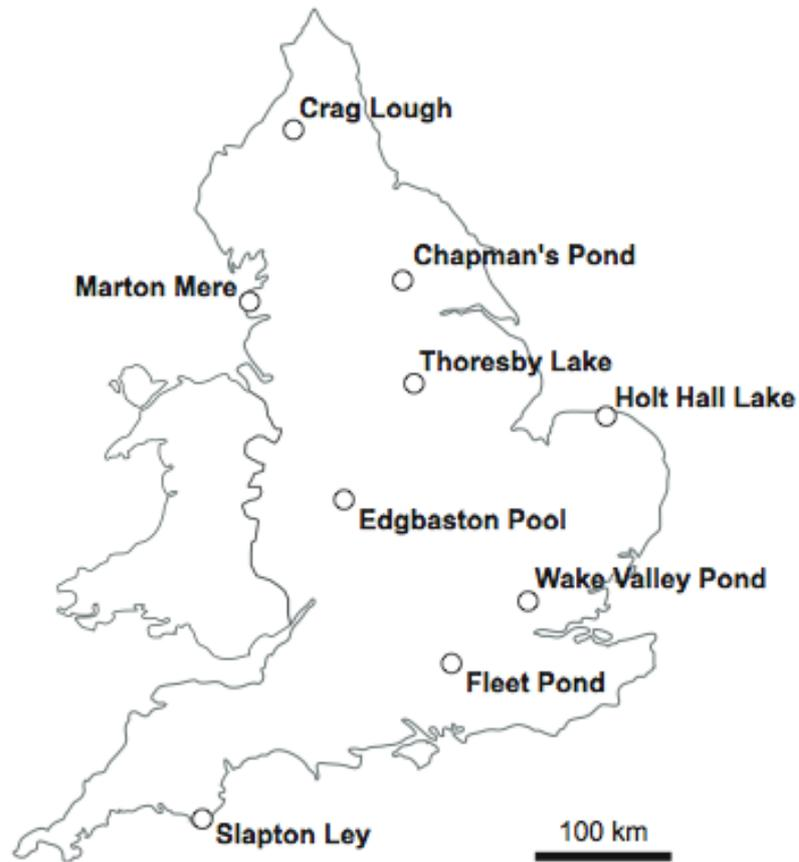 Crag Lough
Chapman's Pond
Marton Mere
Thoresby Lake
Holt Hall Lake
Edgbaston Pool
Wake Valley Pond
Fleet Pond
Slapton Ley
100 km